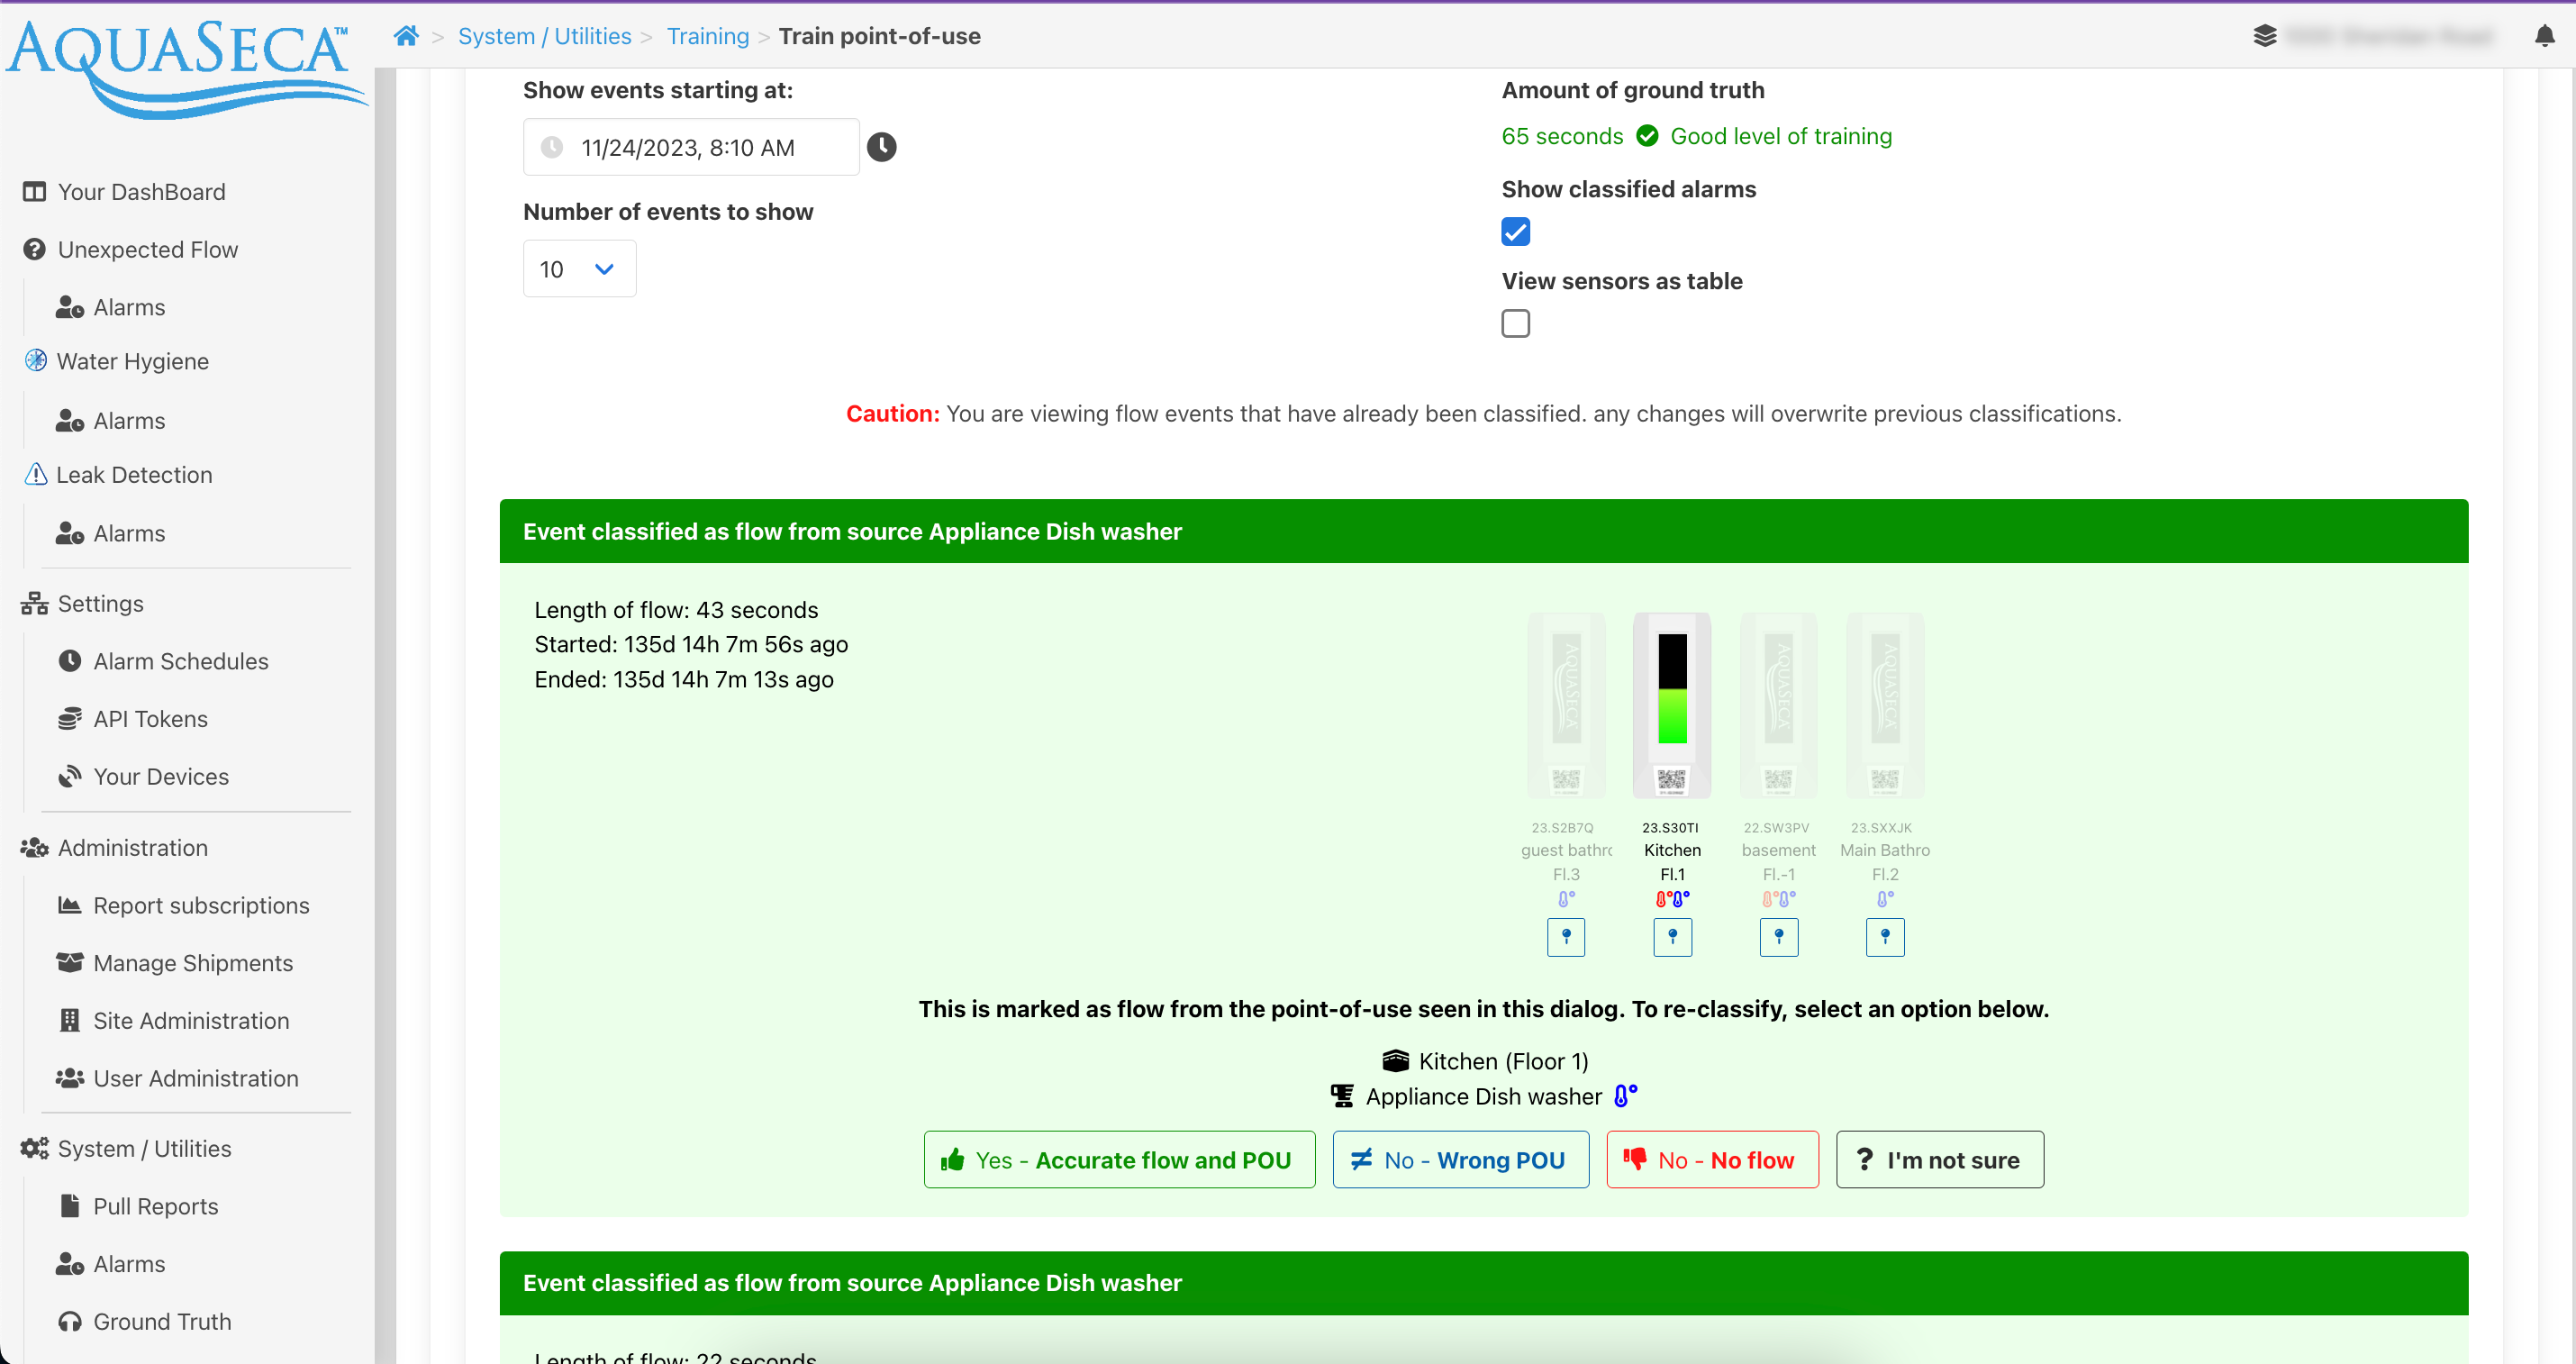 AQUASECA™
System / Utilities > Training > Train point-of-use
Your DashBoard
Unexpected Flow
Alarms
Water Hygiene
Alarms
Leak Detection
Alarms
Settings
Alarm Schedules
API Tokens
Your Devices
Administration
Report subscriptions
Manage Shipments
Site Administration
User Administration
System / Utilities
Pull Reports
Alarms
Ground Truth
Show events starting at:
11/24/2023, 8:10 AM
Number of events to show
10
Amount of ground truth
65 seconds Good level of training
Show classified alarms
View sensors as table
Caution: You are viewing flow events that have already been classified. any changes will overwrite previous classifications.
Event classified as flow from source Appliance Dish washer
Length of flow: 43 seconds
Started: 135d 14h 7m 56s ago
Ended: 135d 14h 7m 13s ago
AQUASECA AQUASECA AQUASECA
23.S2B7Q 23.S30TI 22.SW3PV 23.SXXJK
guest bathro Kitchen basement Main Bathro
Fl.3 Fl.1 Fl.-1 Fl.2
This is marked as flow from the point-of-use seen in this dialog. To re-classify, select an option below.
Kitchen (Floor 1)
Appliance Dish washer
Yes - Accurate flow and POU
No - Wrong POU
No - No flow
? I'm not sure
Event classified as flow from source Appliance Dish washer
Length of flow: 22 seconds